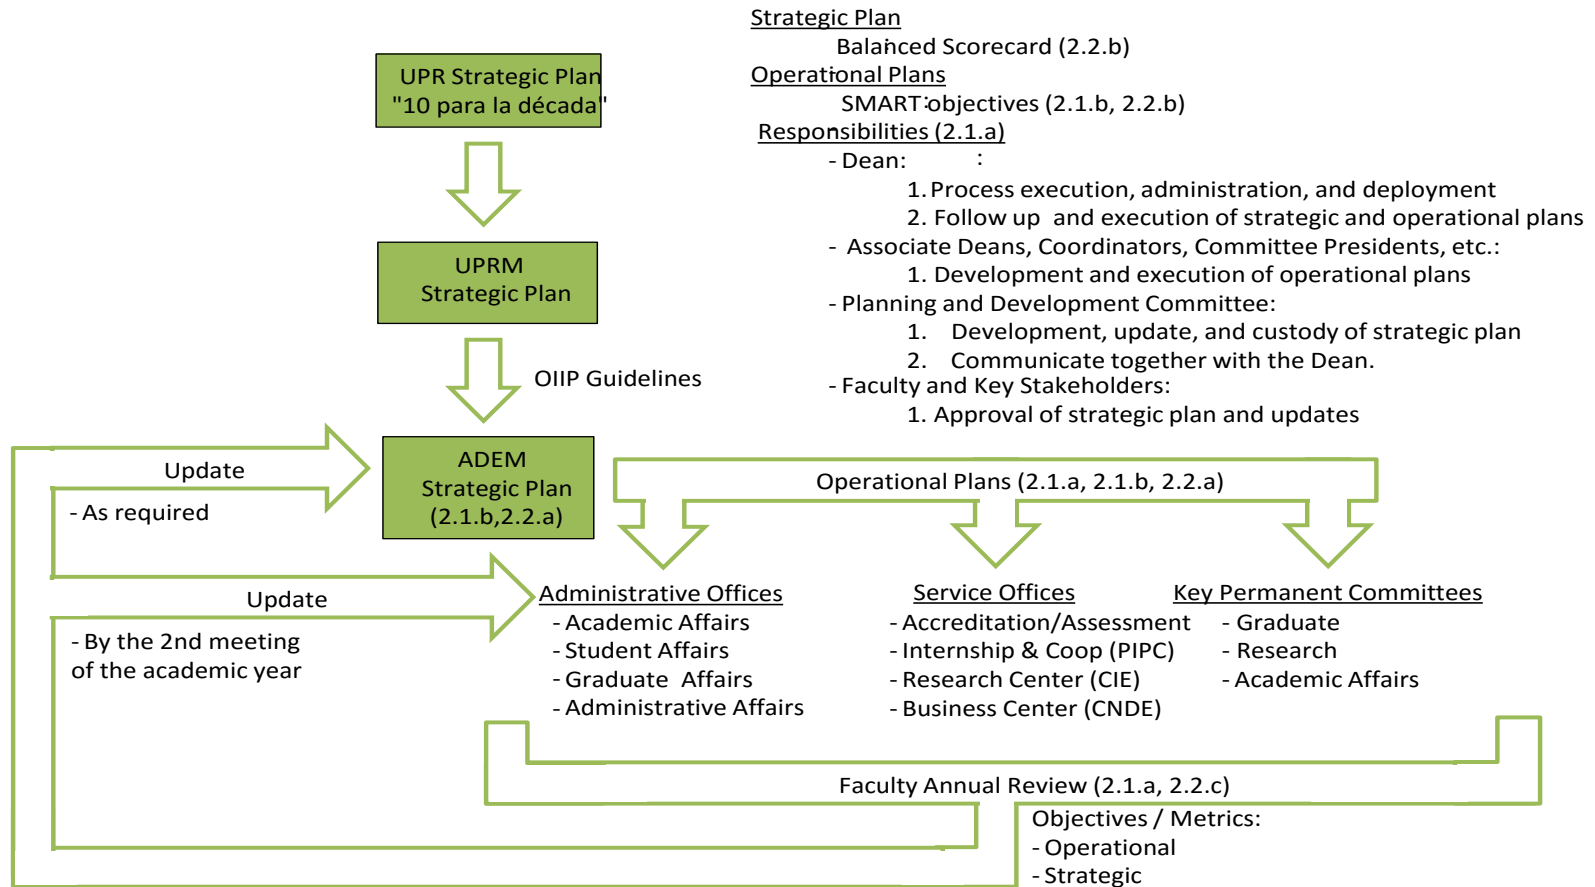 Strategic Plan
Balanced Scorecard (2.2.b)
Operational Plans
SMART objectives (2.1.b, 2.2.b)
Responsibilities (2.1.a)
- Dean: :
1. Process execution, administration, and deployment
2. Follow up and execution of strategic and operational plans
- Associate Deans, Coordinators, Committee Presidents, etc.:
1. Development and execution of operational plans
- Planning and Development Committee:
1. Development, update, and custody of strategic plan
2. Communicate together with the Dean.
- Faculty and Key Stakeholders:
1. Approval of strategic plan and updates
UPR Strategic Plan
"10 para la década"
UPRM
Strategic Plan
OIIP Guidelines
ADEM
Strategic Plan
(2.1.b,2.2.a)
Update
- As required
Update
- By the 2nd meeting
of the academic year
Operational Plans (2.1.a, 2.1.b, 2.2.a)
Administrative Offices
- Academic Affairs
- Student Affairs
- Graduate Affairs
- Administrative Affairs
Service Offices
- Accreditation/Assessment
- Internship & Coop (PIPC)
- Research Center (CIE)
- Business Center (CNDE)
Key Permanent Committees
- Graduate
- Research
- Academic Affairs
Faculty Annual Review (2.1.a, 2.2.c)
Objectives / Metrics:
- Operational
- Strategic